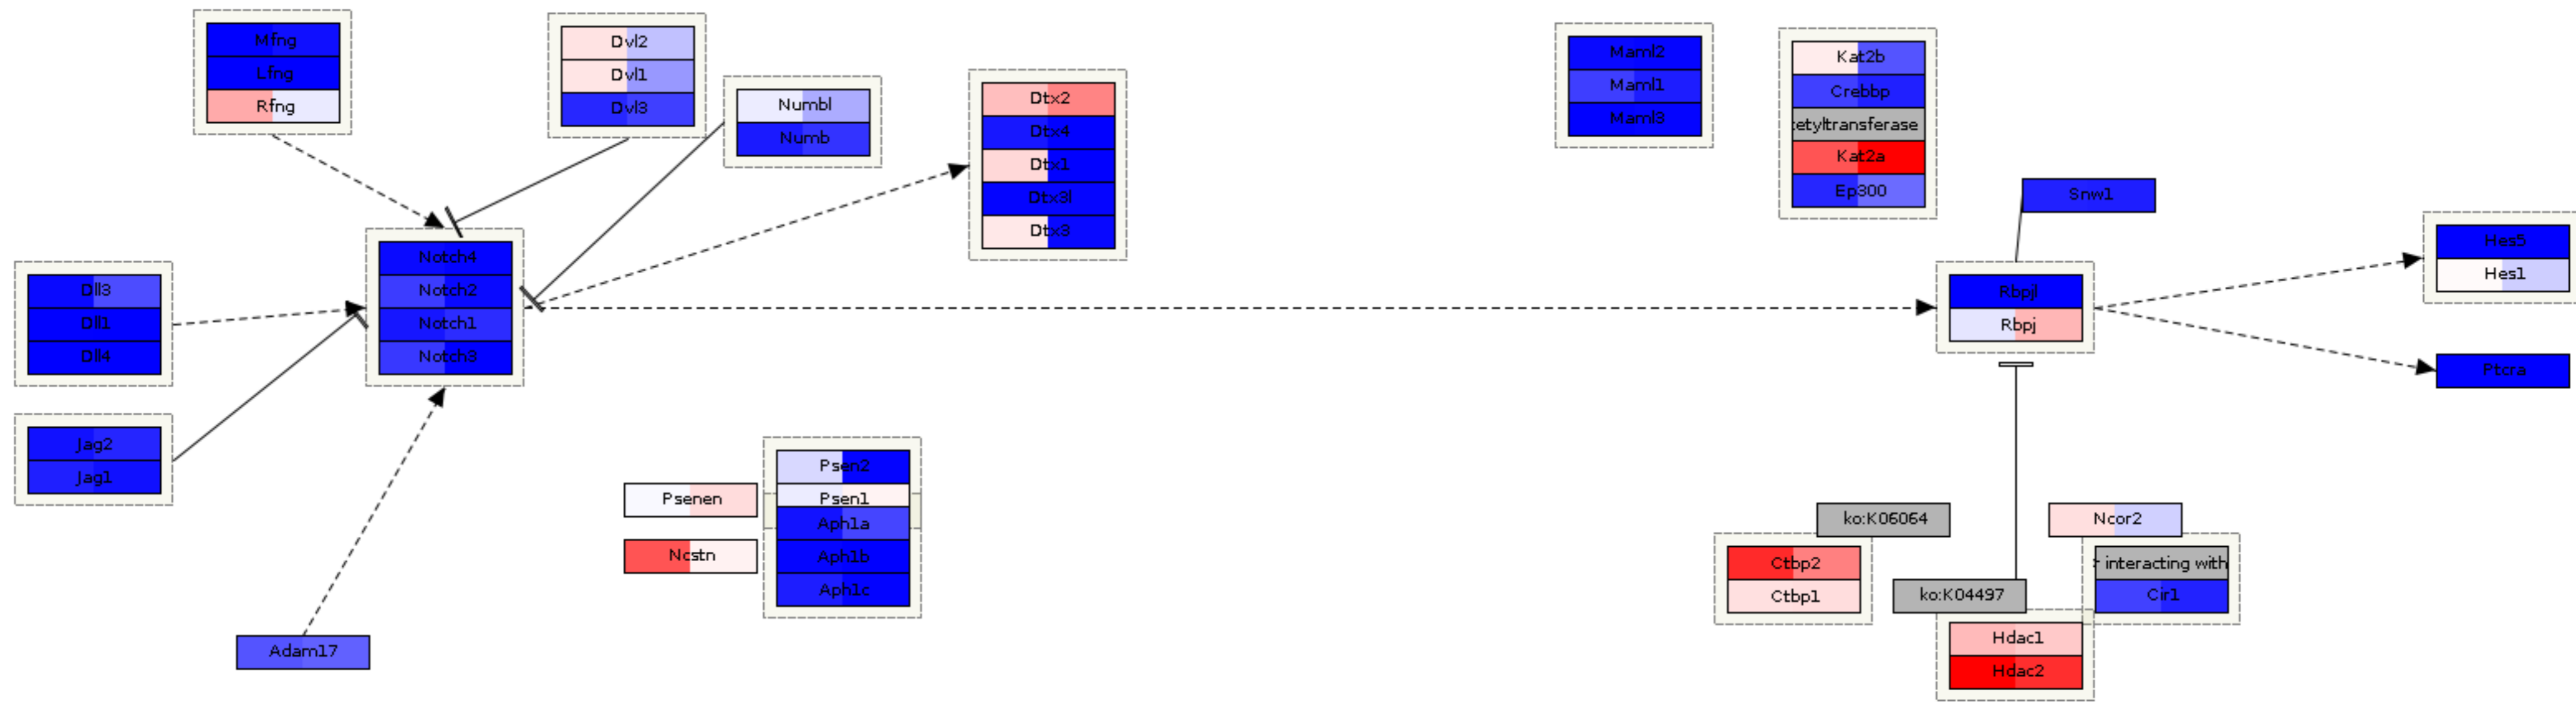 Mfng
Lfng
Rfng
Dvl2
Dvl1
Dvl3
Numbl
Numb
Dtx2
Dtx4
Dtx1
Dtx3l
Dtx3
Maml2
Maml1
Maml3
Kat2b
Crebbp
cetyltransferase
Kat2a
Ep300
Snw1
Notch4
Notch2
Notch1
Notch3
Dll3
Dll1
Dll4
Jag2
Jag1
Rbpjl
Rbpj
Hes5
Hes1
Ptcra
Psen2
Psen1
Aph1a
Aph1b
Aph1c
Psenen
Ncstn
Adam17
ko:K06064
Ncor2
Ctbp2
Ctbp1
interacting with
Cir1
ko:K04497
Hdac1
Hdac2